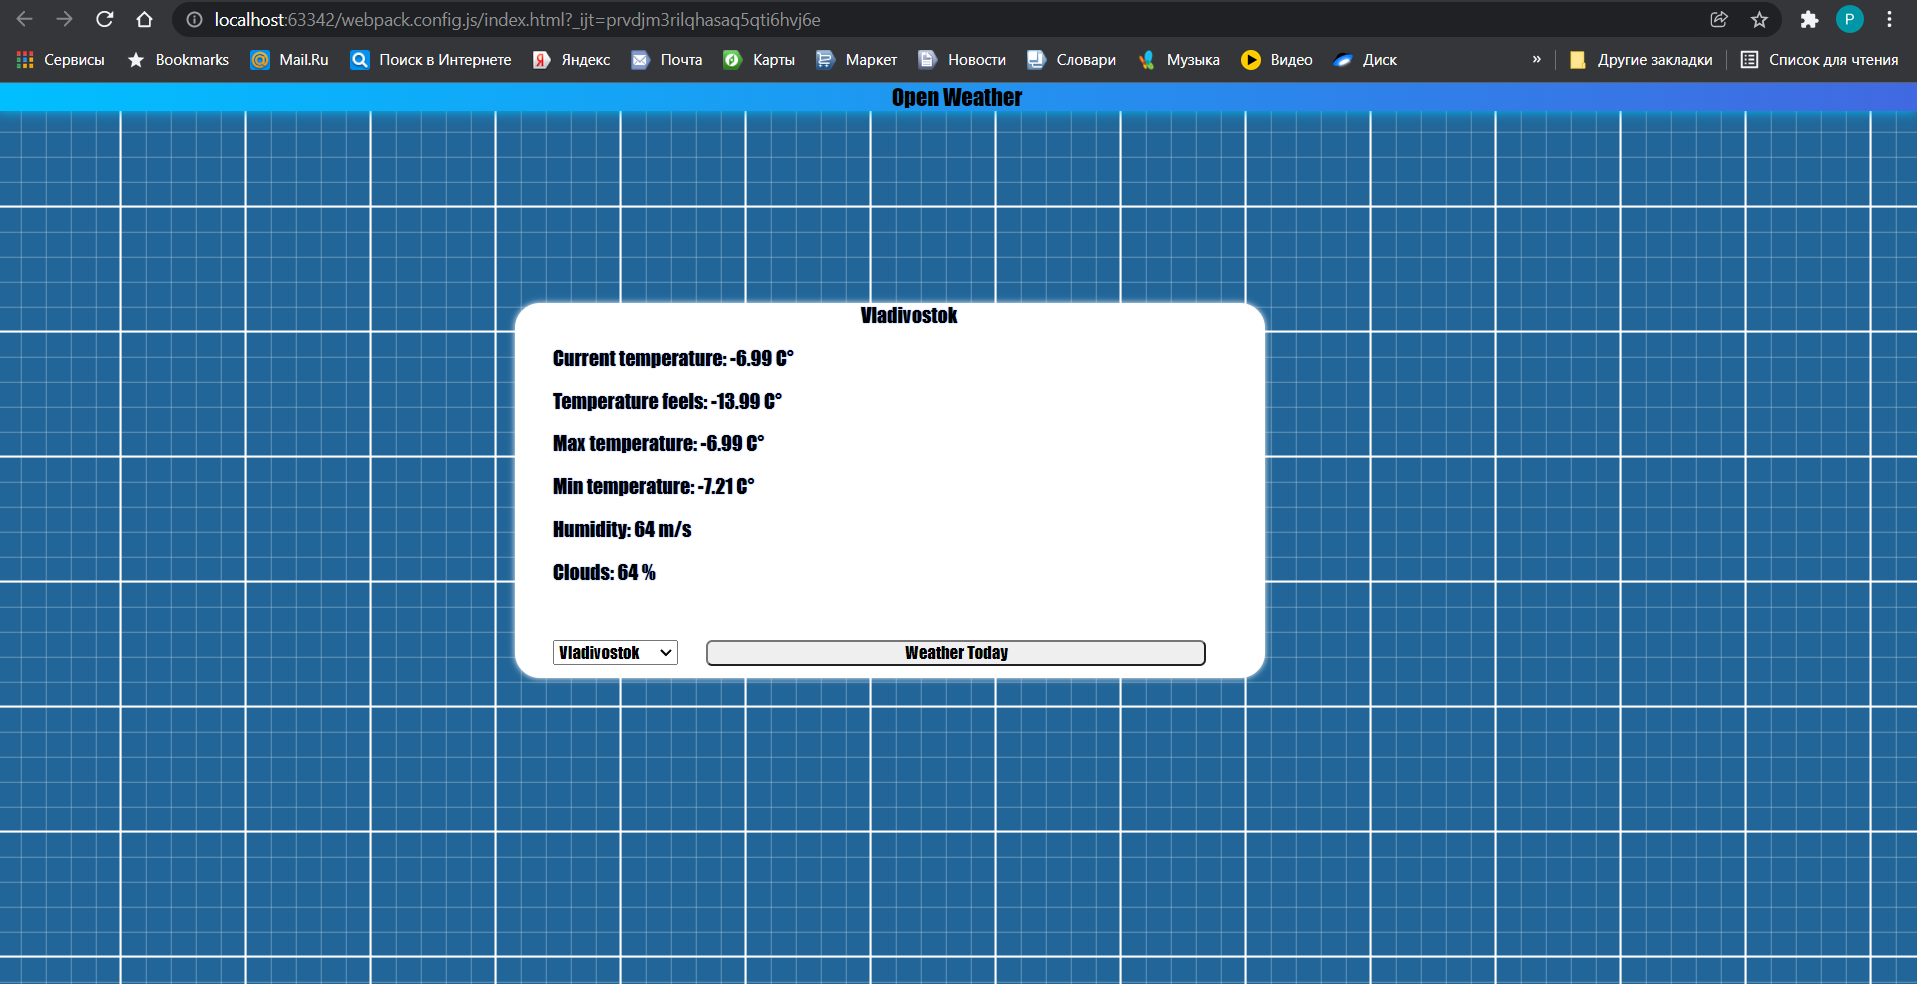 localhost:63342/webpack.config.js/index.html?_ijt=prvdjm3rilqhasaq5qti6hvj6e
P
Сервисы Bookmarks Mail.Ru Поиск в Интернете Яндекс Почта Карты Маркет Новости Словари Музыка Видео Диск » Другие закладки Список для чтения
Open Weather
Vladivostok
Current temperature: -6.99 C°
Temperature feels: -13.99 C°
Max temperature: -6.99 C°
Min temperature: -7.21 C°
Humidity: 64 m/s
Clouds: 64 %
Vladivostok Weather Today